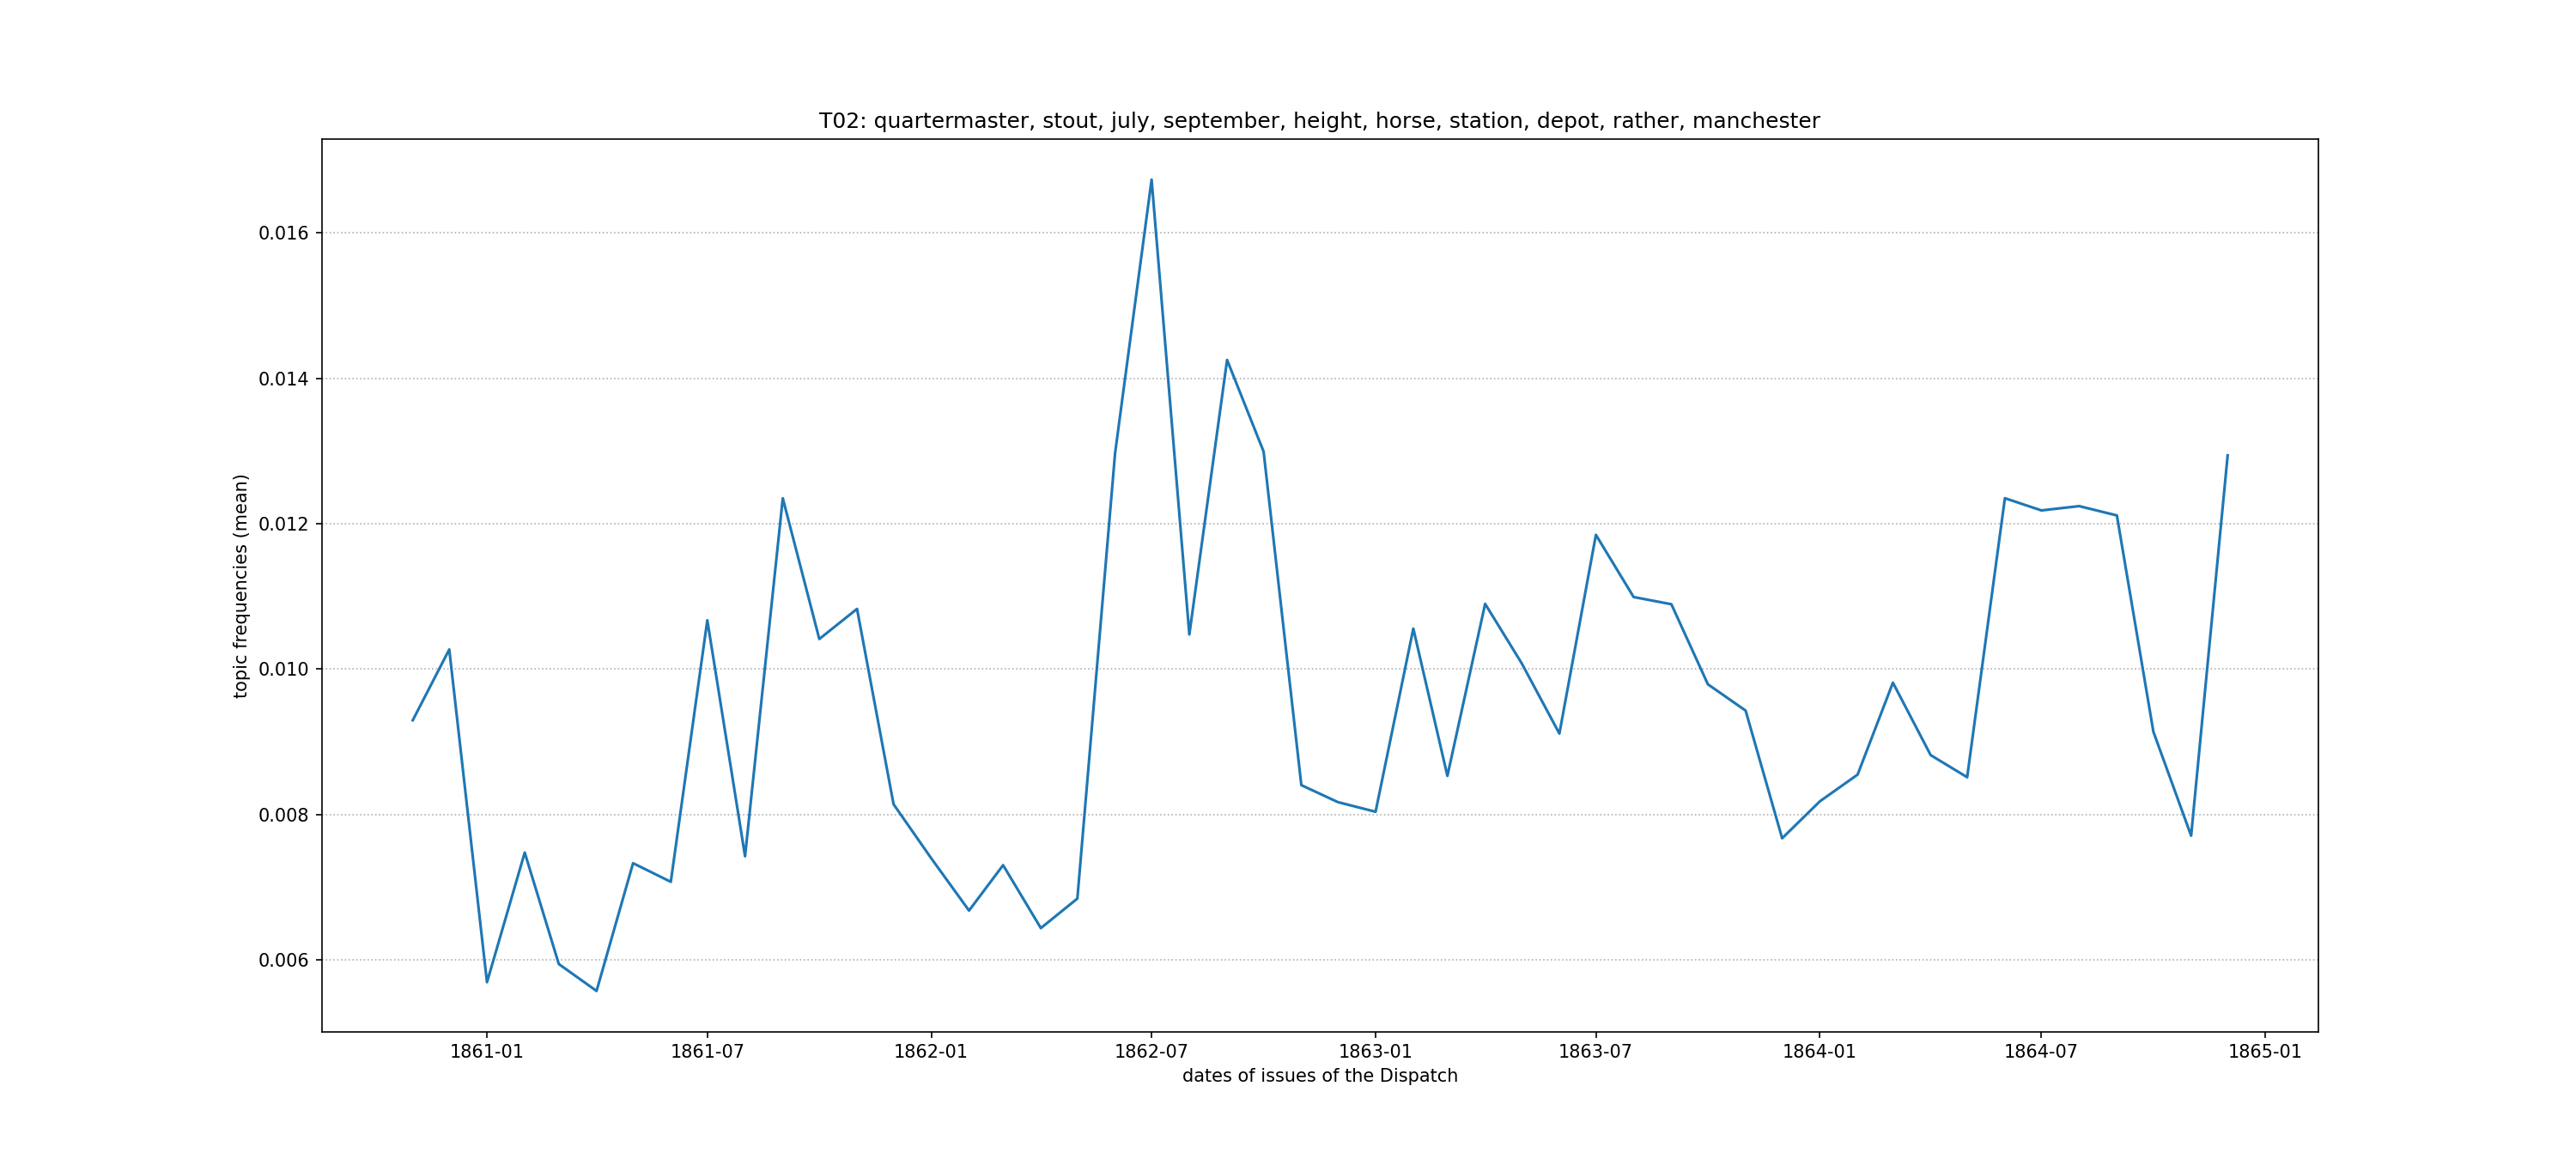 T02: quartermaster, stout, july, september, height, horse, station, depot, rather, manchester
topic frequencies (mean)
0.016
0.014
0.012
0.010
0.008
0.006
1861-01 1861-07 1862-01 1862-07 1863-01 1863-07 1864-01 1864-07 1865-01
dates of issues of the Dispatch